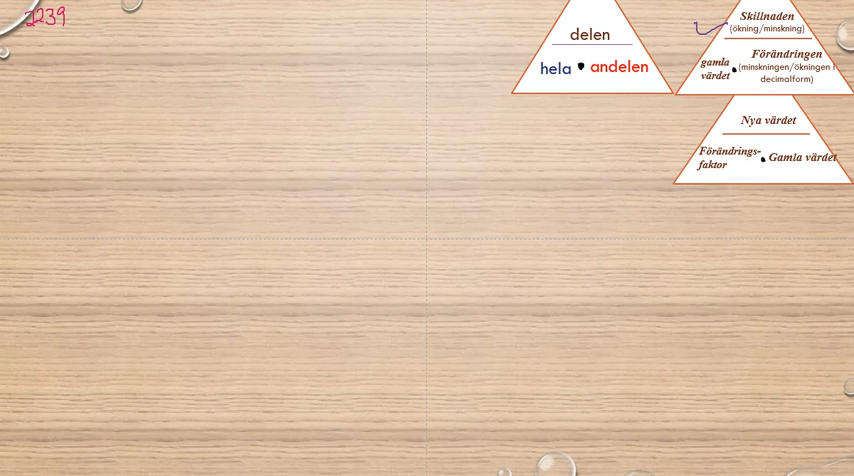 2239
delen
hela • andelen
Skillnaden
(ökning/minskning)
Förändringen
gamla värdet •
(minskningen/ökningen i
decimalform)
Nya värdet
Förändrings-
faktor
• Gamla värdet